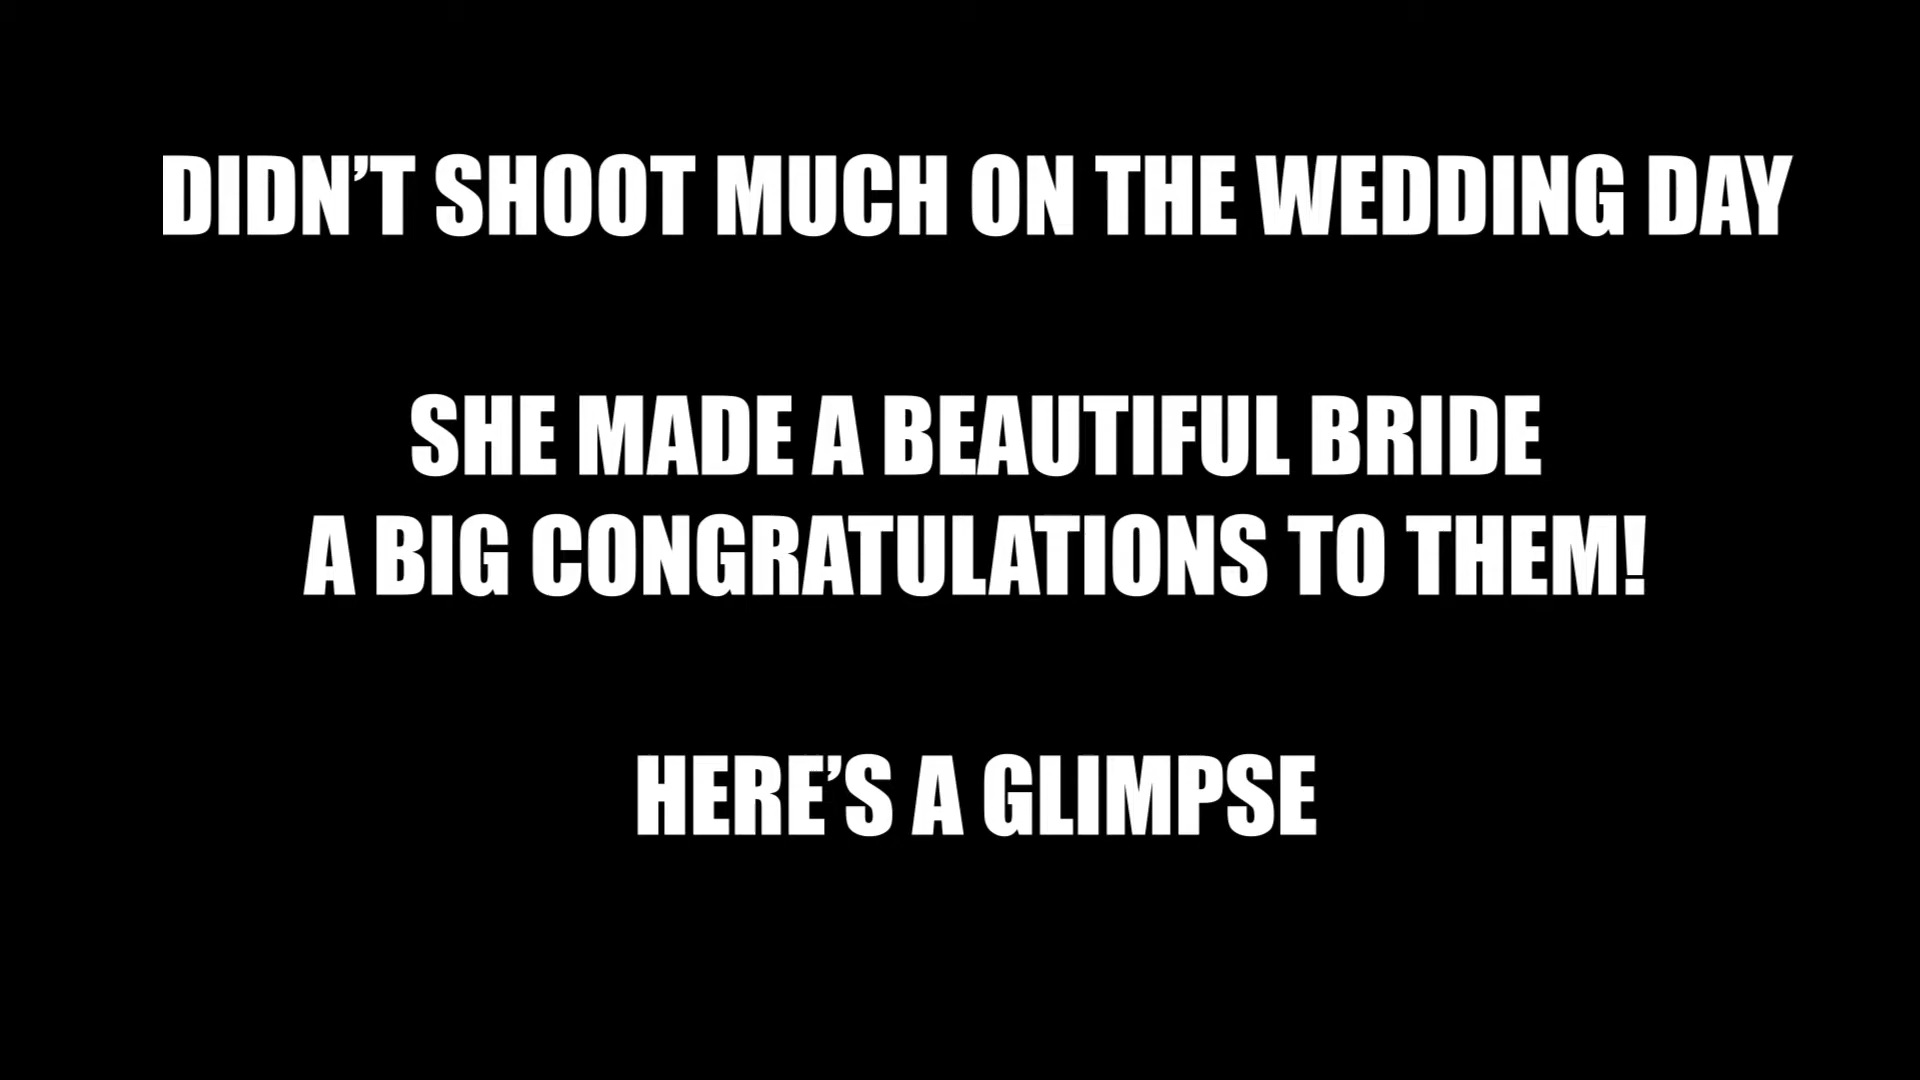 DIDN’T SHOOT MUCH ON THE WEDDING DAY
SHE MADE A BEAUTIFUL BRIDE
A BIG CONGRATULATIONS TO THEM!
HERE’S A GLIMPSE